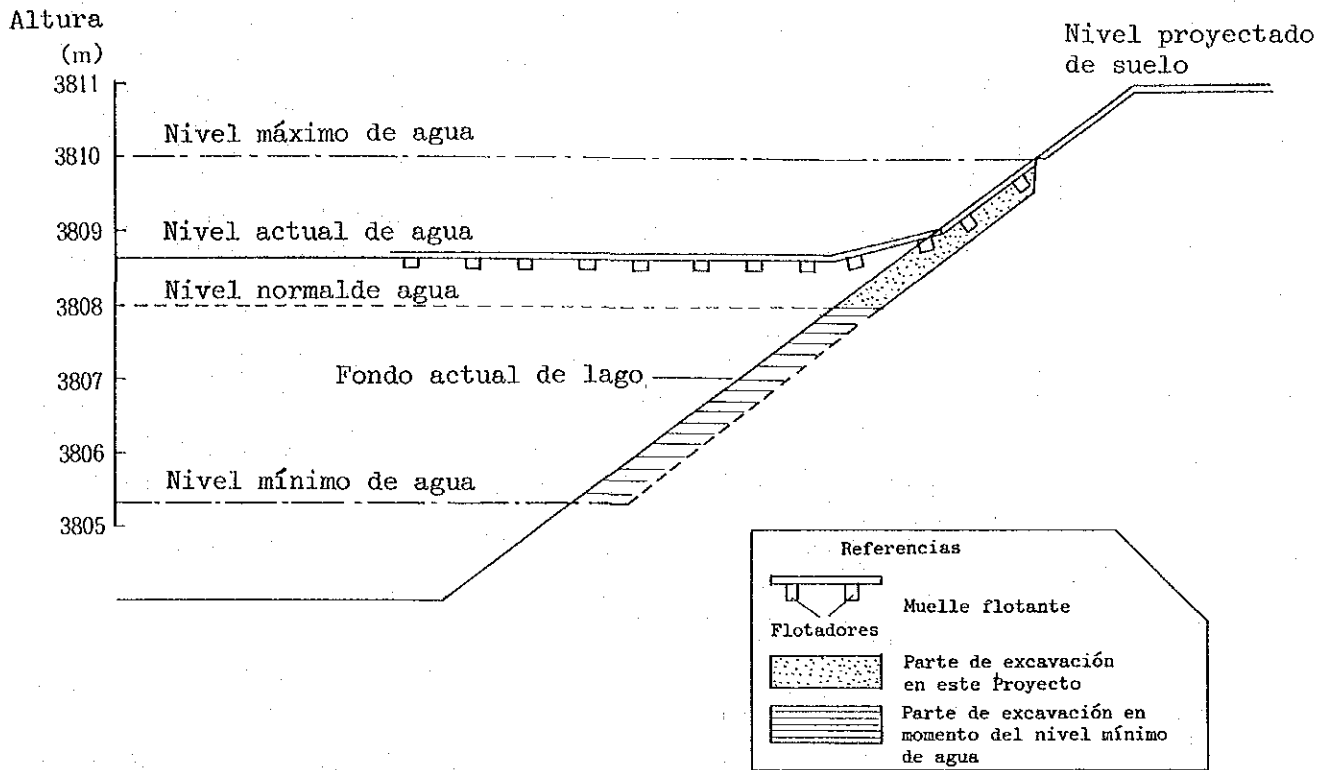 Altura
(m)
Nivel proyectado
de suelo
3811
Nivel máximo de agua
3810
Nivel actual de agua
3809
Nivel normalde agua
3808
Fondo actual de lago
3807
3806
Nivel mínimo de agua
3805
Referencias
Muelle flotante
Flotadores
Parte de excavación
en este Proyecto
Parte de excavación en
momento del nivel mínimo
de agua